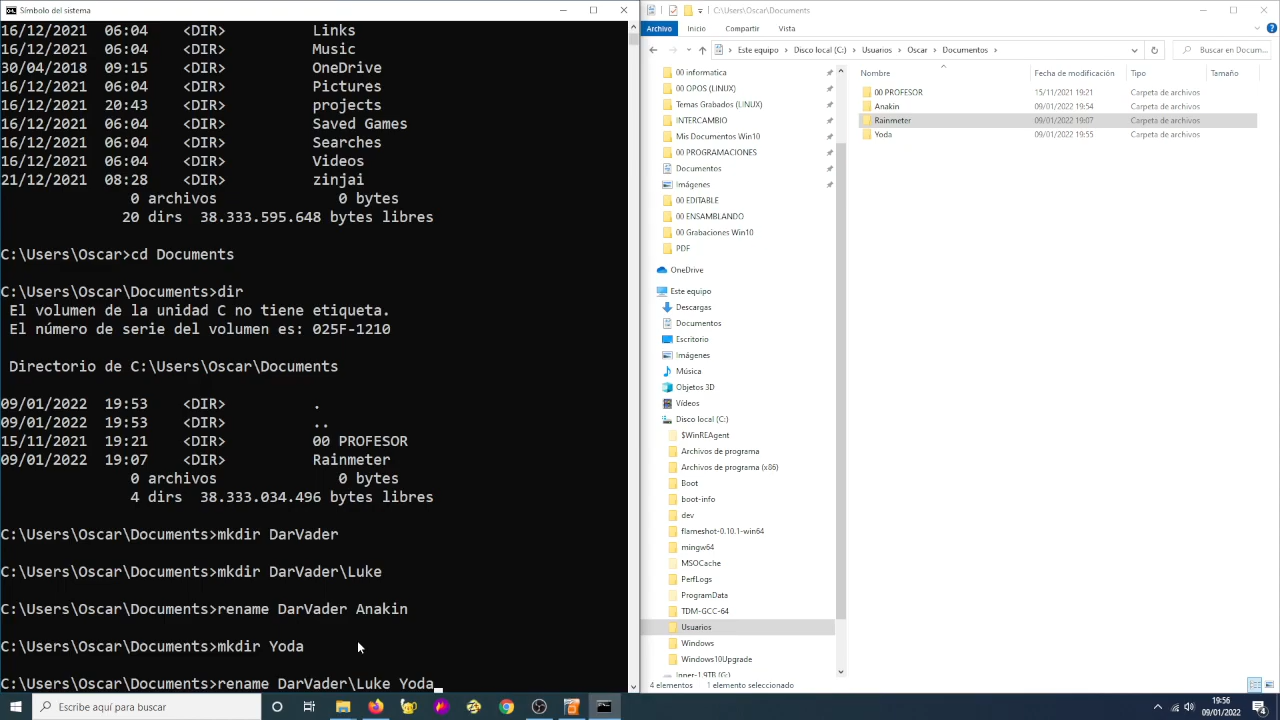 Símbolo del sistema
16/12/2021  06:04    <DIR>          Links
16/12/2021  06:04    <DIR>          Music
30/04/2018  09:15    <DIR>          OneDrive
16/12/2021  06:04    <DIR>          Pictures
16/12/2021  20:43    <DIR>          projects
16/12/2021  06:04    <DIR>          Saved Games
16/12/2021  06:04    <DIR>          Searches
16/12/2021  06:04    <DIR>          Videos
16/12/2021  08:28    <DIR>          zinjai
0 archivos              0 bytes
20 dirs  38.333.595.648 bytes libres
C:\Users\Oscar>cd Documents
C:\Users\Oscar\Documents>dir
El volumen de la unidad C no tiene etiqueta.
El número de serie del volumen es: 025F-1210
Directorio de C:\Users\Oscar\Documents
09/01/2022  19:53    <DIR>          .
09/01/2022  19:53    <DIR>          ..
15/11/2021  19:21    <DIR>          00 PROFESOR
09/01/2022  19:07    <DIR>          Rainmeter
0 archivos              0 bytes
4 dirs  38.333.034.496 bytes libres
C:\Users\Oscar\Documents>mkdir DarVader
C:\Users\Oscar\Documents>mkdir DarVader\Luke
C:\Users\Oscar\Documents>rename DarVader Anakin
C:\Users\Oscar\Documents>mkdir Yoda
C:\Users\Oscar\Documents>rename DarVader\Luke Yoda
C:\Users\Oscar\Documents
Archivo Inicio Compartir Vista
Este equipo Disco local (C:) Usuarios Oscar Documentos
Buscar en Docum...
00 informatica
00 OPOS (LINUX)
Temas Grabados (LINUX)
INTERCAMBIO
Mis Documentos Win10
00 PROGRAMACIONES
Documentos
Imágenes
00 EDITABLE
00 ENSAMBLANDO
00 Grabaciones Win10
PDF
OneDrive
Este equipo
Descargas
Documentos
Escritorio
Imágenes
Música
Objetos 3D
Vídeos
Disco local (C:)
$WinREAgent
Archivos de programa
Archivos de programa (x86)
Boot
boot-info
dev
flameshot-0.10.1-win64
mingw64
MSOCache
PerfLogs
ProgramData
TDM-GCC-64
Usuarios
Windows
Windows10Upgrade
Inner-1.9TB (G:)
Nombre Fecha de modificación Tipo Tamaño
00 PROFESOR 15/11/2021 19:21 Carpeta de archivos
Anakin 09/01/2022 19:54 Carpeta de archivos
Rainmeter 09/01/2022 19:07 Carpeta de archivos
Yoda 09/01/2022 19:55 Carpeta de archivos
4 elementos 1 elemento seleccionado
Escribe aquí para buscar
19:56
09/01/2022
4